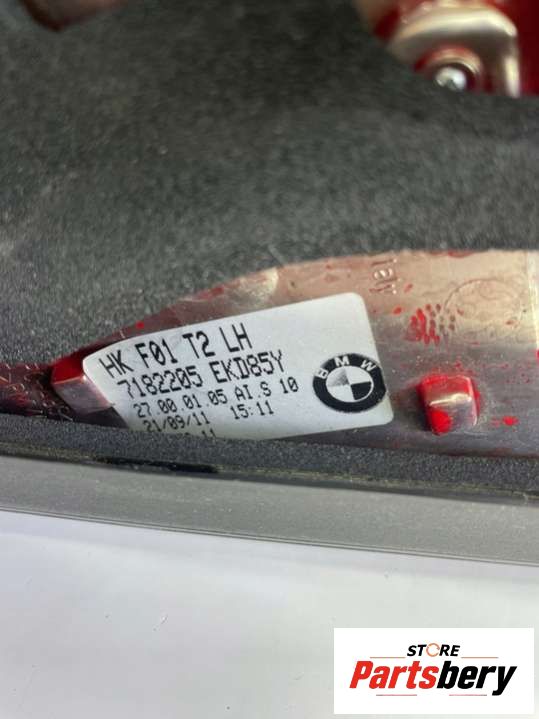 HK F01 T2 LH
7182205 EKD85Y
27.00.01.05 AI.S 10
21/09/11 15:11
BMW
STORE
Partsbery